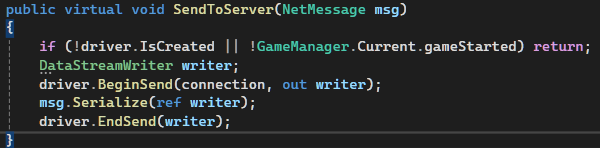 public virtual void SendToServer(NetMessage msg)
{
if (!driver.IsCreated || !GameManager.Current.gameStarted) return;
DataStreamWriter writer;
driver.BeginSend(connection, out writer);
msg.Serialize(ref writer);
driver.EndSend(writer);
}